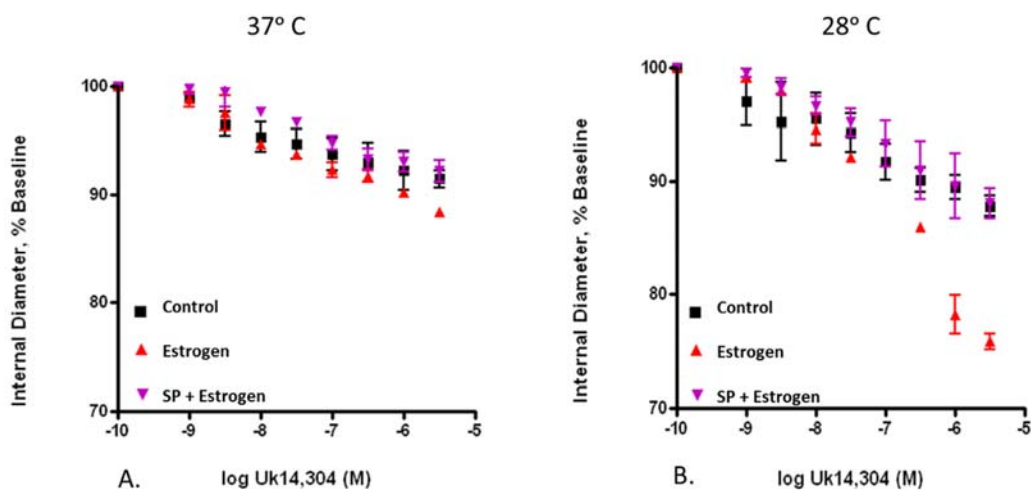 37° C
Internal Diameter, % Baseline
100
90
80
70
Control
Estrogen
SP + Estrogen
-10 -9 -8 -7 -6 -5
log Uk14,304 (M)
A.
28° C
Internal Diameter, % Baseline
100
90
80
70
Control
Estrogen
SP + Estrogen
-10 -9 -8 -7 -6 -5
log Uk14,304 (M)
B.